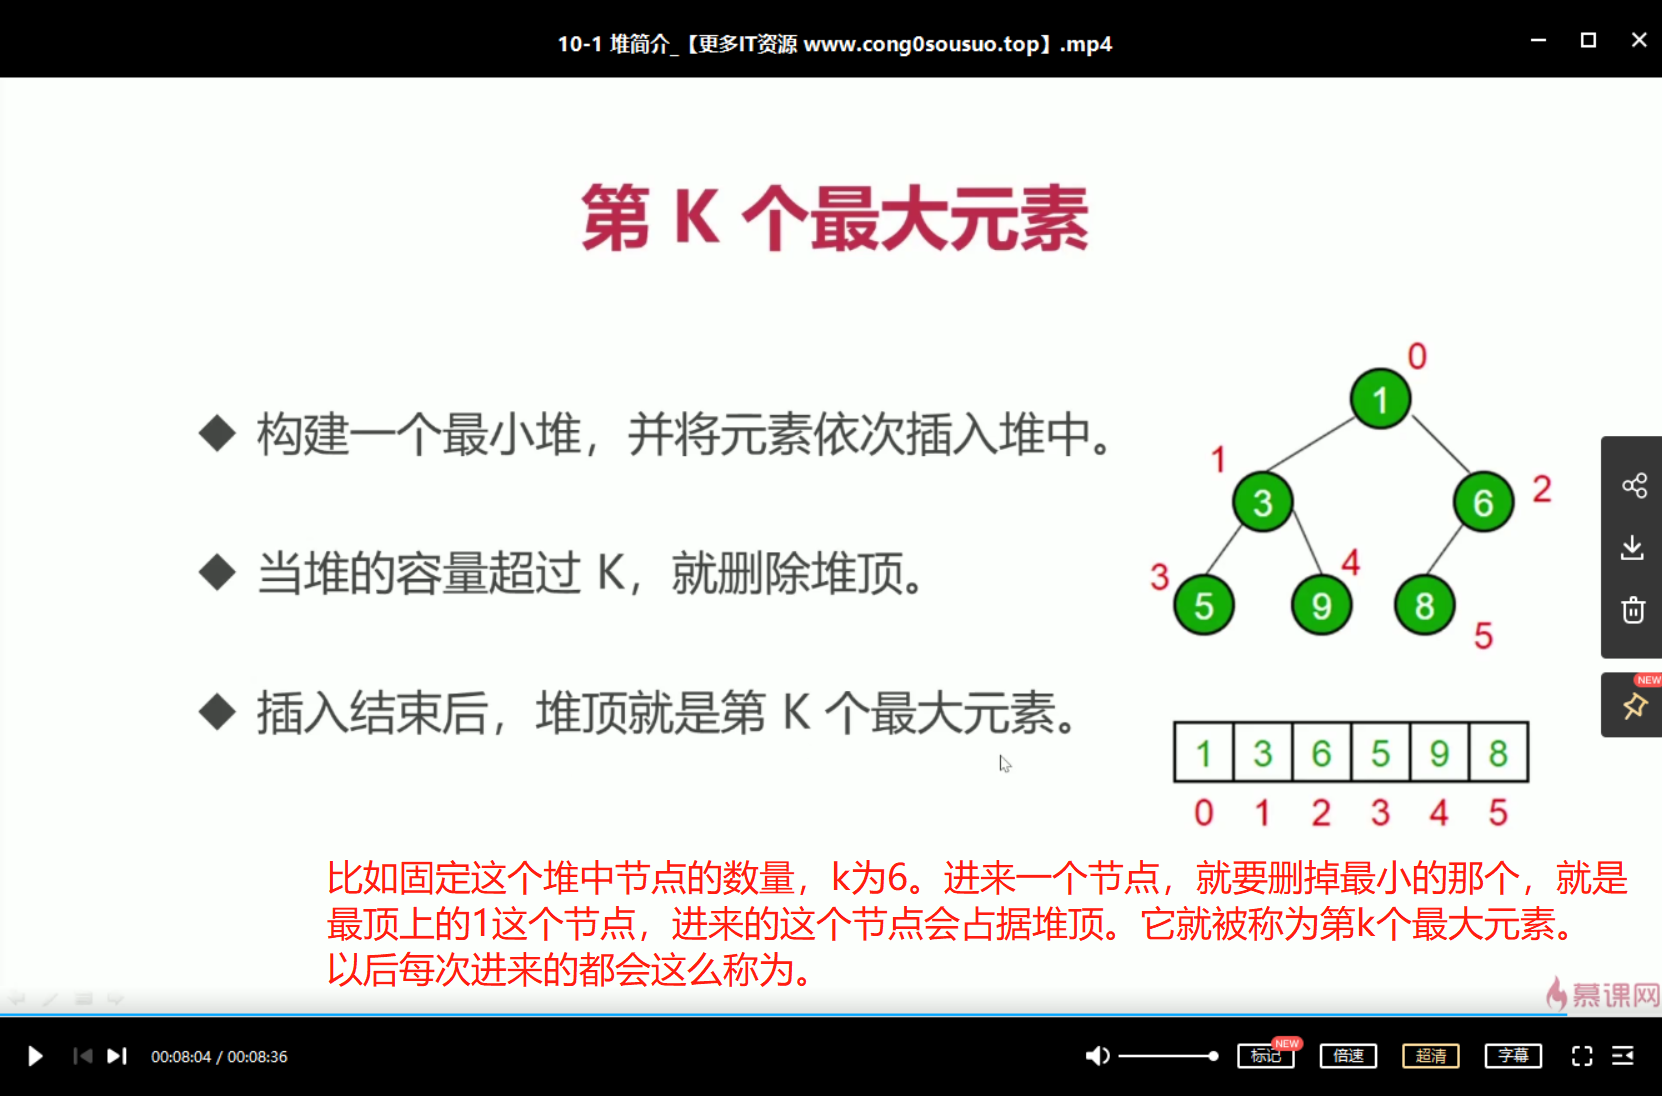 10-1 堆简介_【更多IT资源 www.cong0sousuo.top】.mp4
第 K 个最大元素
◆ 构建一个最小堆，并将元素依次插入堆中。
◆ 当堆的容量超过 K，就删除堆顶。
◆ 插入结束后，堆顶就是第 K 个最大元素。
0
1
1
3
6
2
3
4
5
9
8
5
1 3 6 5 9 8
0 1 2 3 4 5
NEW
比如固定这个堆中节点的数量，k为6。进来一个节点，就要删掉最小的那个，就是
最顶上的1这个节点，进来的这个节点会占据堆顶。它就被称为第k个最大元素。
以后每次进来的都会这么称为。
慕课网
00:08:04 / 00:08:36
标记
NEW
倍速
超清
字幕